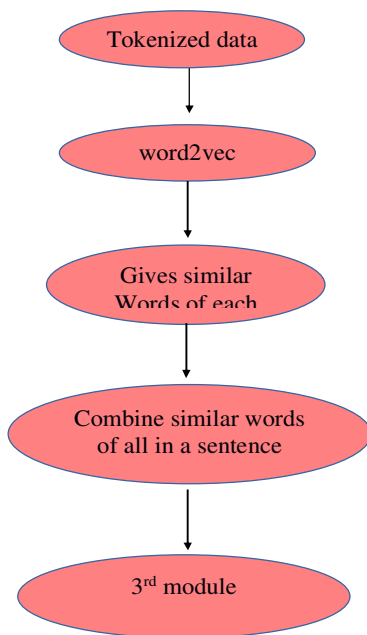 Tokenized data
word2vec
Gives similar
Words of each
Combine similar words
of all in a sentence
3rd module